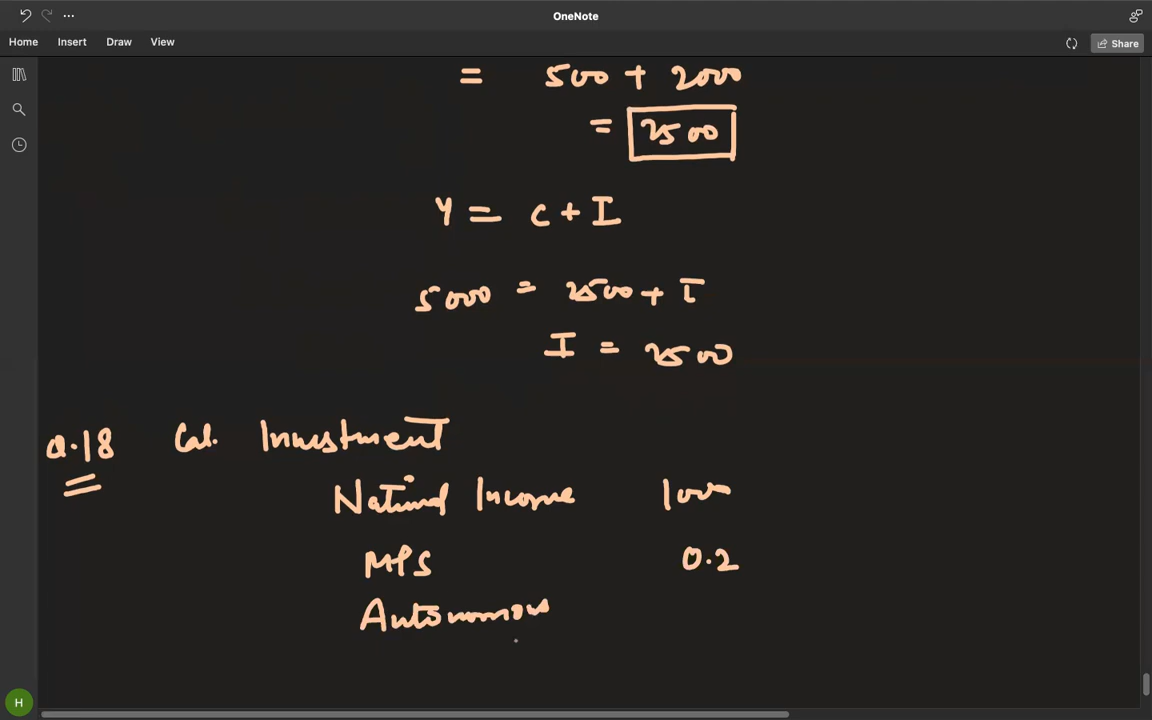 OneNote
Home Insert Draw View Share
= 500 + 2000
= 2500
Y = C + I
5000 = 2500 + I
I = 2500
Q.18 Cal. Investment
National Income 1000
MPS 0.2
Autonomous
H